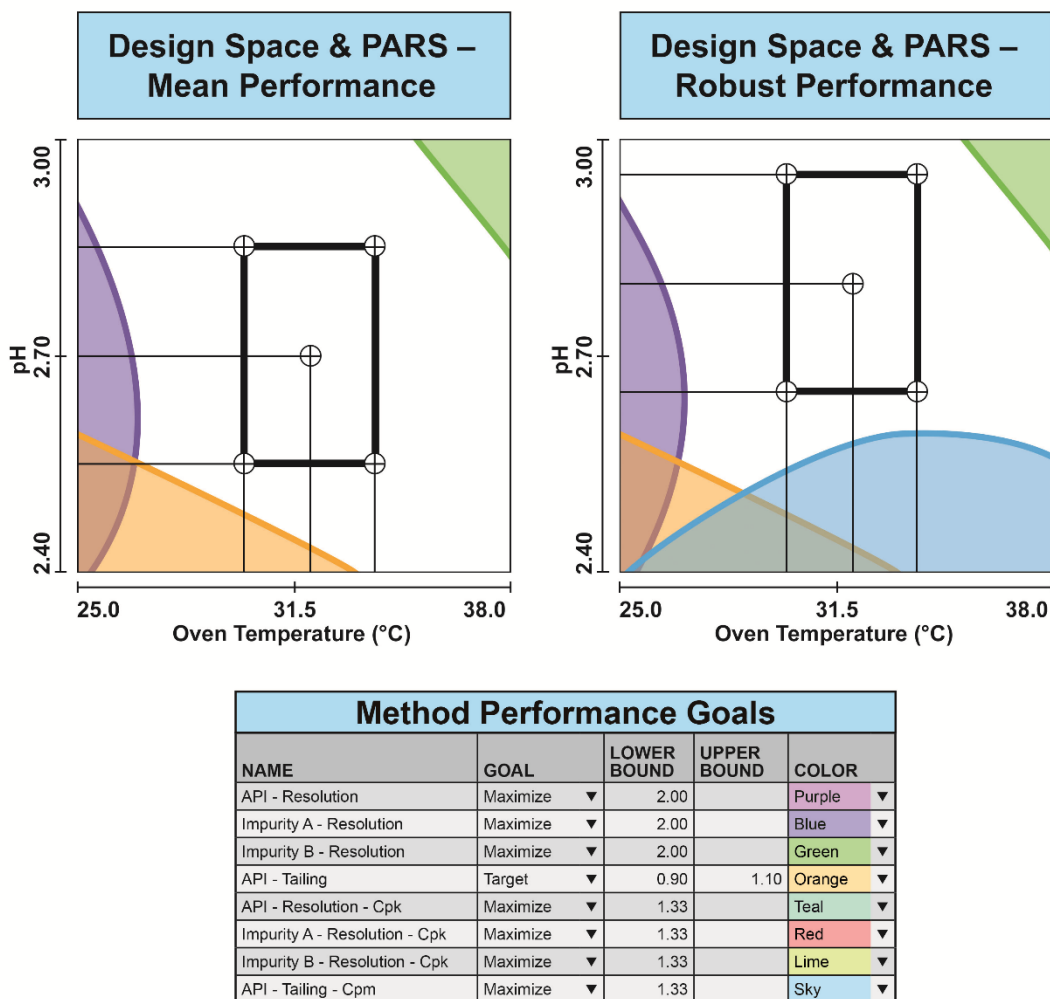 Design Space & PARS –
Mean Performance
Design Space & PARS –
Robust Performance
3.00
2.70
2.40
pH
25.0
31.5
38.0
Oven Temperature (°C)
3.00
2.70
2.40
pH
25.0
31.5
38.0
Oven Temperature (°C)
Method Performance Goals
NAME GOAL LOWER BOUND UPPER BOUND COLOR
API - Resolution Maximize ▼ 2.00 Purple ▼
Impurity A - Resolution Maximize ▼ 2.00 Blue ▼
Impurity B - Resolution Maximize ▼ 2.00 Green ▼
API - Tailing Target ▼ 0.90 1.10 Orange ▼
API - Resolution - Cpk Maximize ▼ 1.33 Teal ▼
Impurity A - Resolution - Cpk Maximize ▼ 1.33 Red ▼
Impurity B - Resolution - Cpk Maximize ▼ 1.33 Lime ▼
API - Tailing - Cpm Maximize ▼ 1.33 Sky ▼